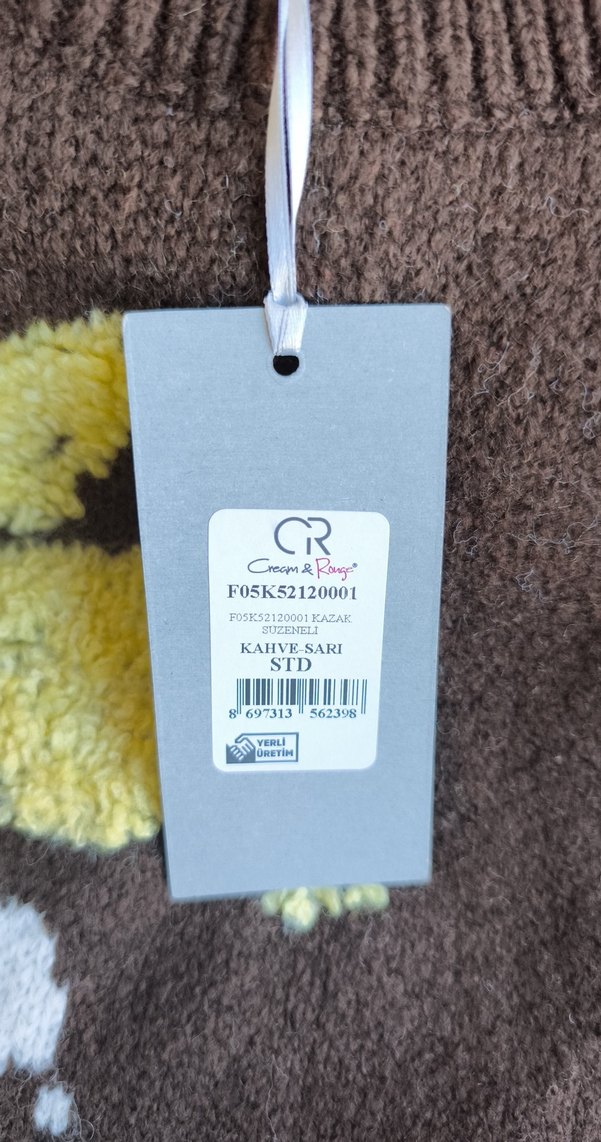 CR
Cream & Rouge®
F05K52120001
F05K52120001 KAZAK
SUZENELİ
KAHVE-SARI
STD
8 697313 562398
YERLİ
ÜRETİM